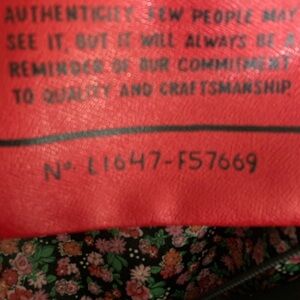 AUTHENTICITY. FEW PEOPLE MAY
SEE IT, BUT IT WILL ALWAYS BE A
REMINDER OF OUR COMMITMENT
TO QUALITY AND CRAFTSMANSHIP.
Nº L1647-F57669